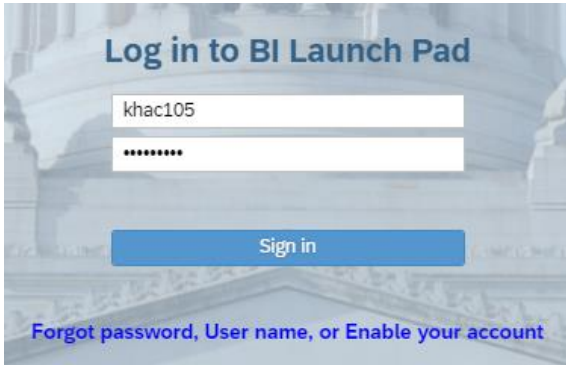 Log in to BI Launch Pad
khac105
•••••••••
Sign in
Forgot password, User name, or Enable your account